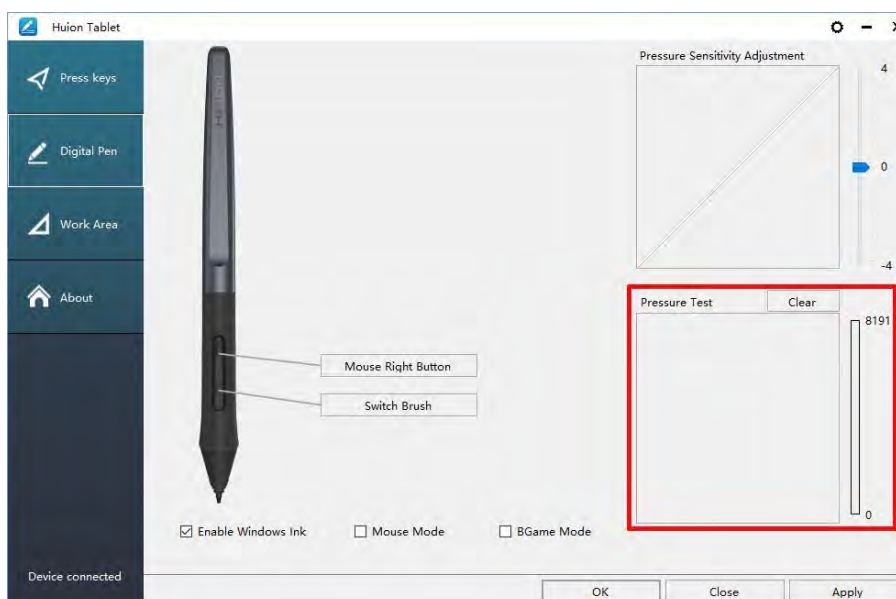 Huion Tablet
Press keys
Digital Pen
Work Area
About
Device connected
HUION
Mouse Right Button
Switch Brush
Enable Windows Ink
Mouse Mode
BGame Mode
Pressure Sensitivity Adjustment
4
0
-4
Pressure Test
Clear
8191
0
OK
Close
Apply